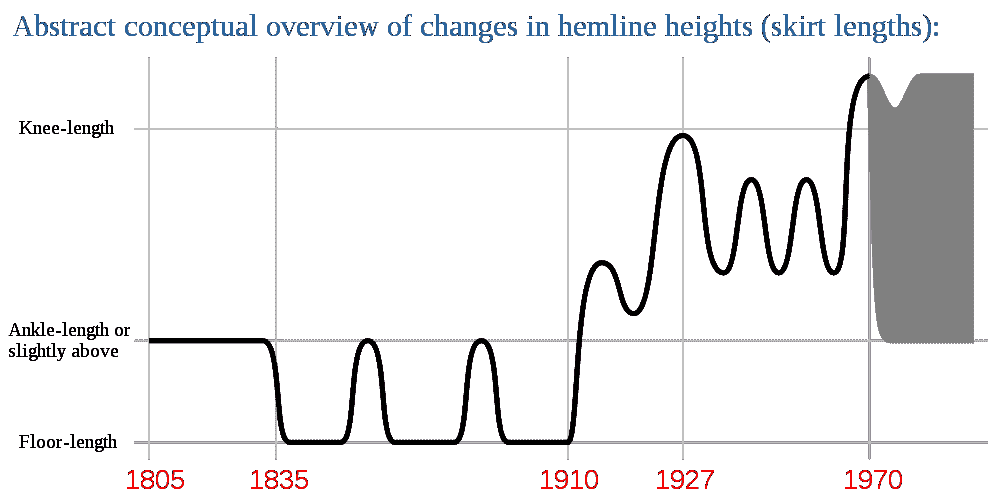 Abstract conceptual overview of changes in hemline heights (skirt lengths):
Knee-length
Ankle-length or
slightly above
Floor-length
1805 1835 1910 1927 1970